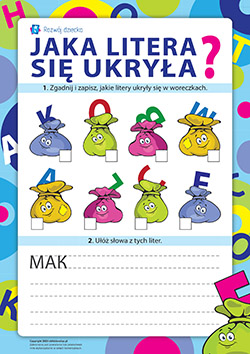 Rozwój dziecka
JAKA LITERA
SIĘ UKRYŁA?
1. Zgadnij i zapisz, jakie litery ukryły się w woreczkach.
K O
A E
2. Ułóż słowa z tych liter.
MAK